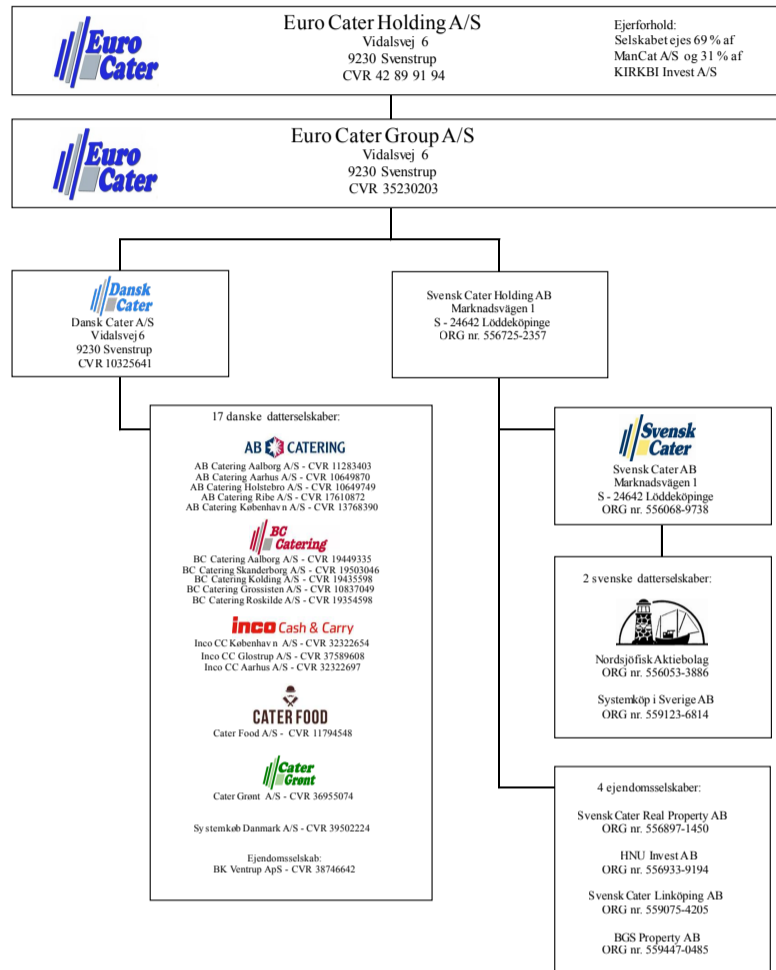 Euro
Cater
Euro Cater Holding A/S
Vidalsvej 6
9230 Svenstrup
CVR 42 89 91 94
Ejerforhold:
Selskabet ejes 69 % af
ManCat A/S og 31 % af
KIRKBI Invest A/S
Euro
Cater
Euro Cater Group A/S
Vidalsvej 6
9230 Svenstrup
CVR 35230203
Dansk
Cater
Dansk Cater A/S
Vidalsvej 6
9230 Svenstrup
CVR 10325641
Svensk Cater Holding AB
Marknadsvägen 1
S - 24642 Löddeköpinge
ORG nr. 556725-2357
17 danske datterselskaber:
AB CATERING
AB Catering Aalborg A/S - CVR 11283403
AB Catering Aarhus A/S - CVR 10649870
AB Catering Holstebro A/S - CVR 10649749
AB Catering Ribe A/S - CVR 17610872
AB Catering København A/S - CVR 13768390
BC
Catering
BC Catering Aalborg A/S - CVR 19449335
BC Catering Skanderborg A/S - CVR 19503046
BC Catering Kolding A/S - CVR 19435598
BC Catering Grossisten A/S - CVR 10837049
BC Catering Roskilde A/S - CVR 19354598
inco Cash & Carry
Inco CC København A/S - CVR 32322654
Inco CC Glostrup A/S - CVR 37589608
Inco CC Aarhus A/S - CVR 32322697
CATER FOOD
Cater Food A/S - CVR 11794548
Cater
Grønt
Cater Grønt A/S - CVR 36955074
Systemkøb Danmark A/S - CVR 39502224
Ejendomsselskab:
BK Ventrup ApS - CVR 38746642
Svensk
Cater
Svensk Cater AB
Marknadsvägen 1
S - 24642 Löddeköpinge
ORG nr. 556068-9738
2 svenske datterselskaber:
Nordsjöfisk Aktiebolag
ORG nr. 556053-3886
Systemköp i Sverige AB
ORG nr. 559123-6814
4 ejendomsselskaber:
Svensk Cater Real Property AB
ORG nr. 556897-1450
HNU Invest AB
ORG nr. 556933-9194
Svensk Cater Linköping AB
ORG nr. 559075-4205
BGS Property AB
ORG nr. 559447-0485